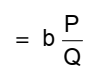 = b P/Q